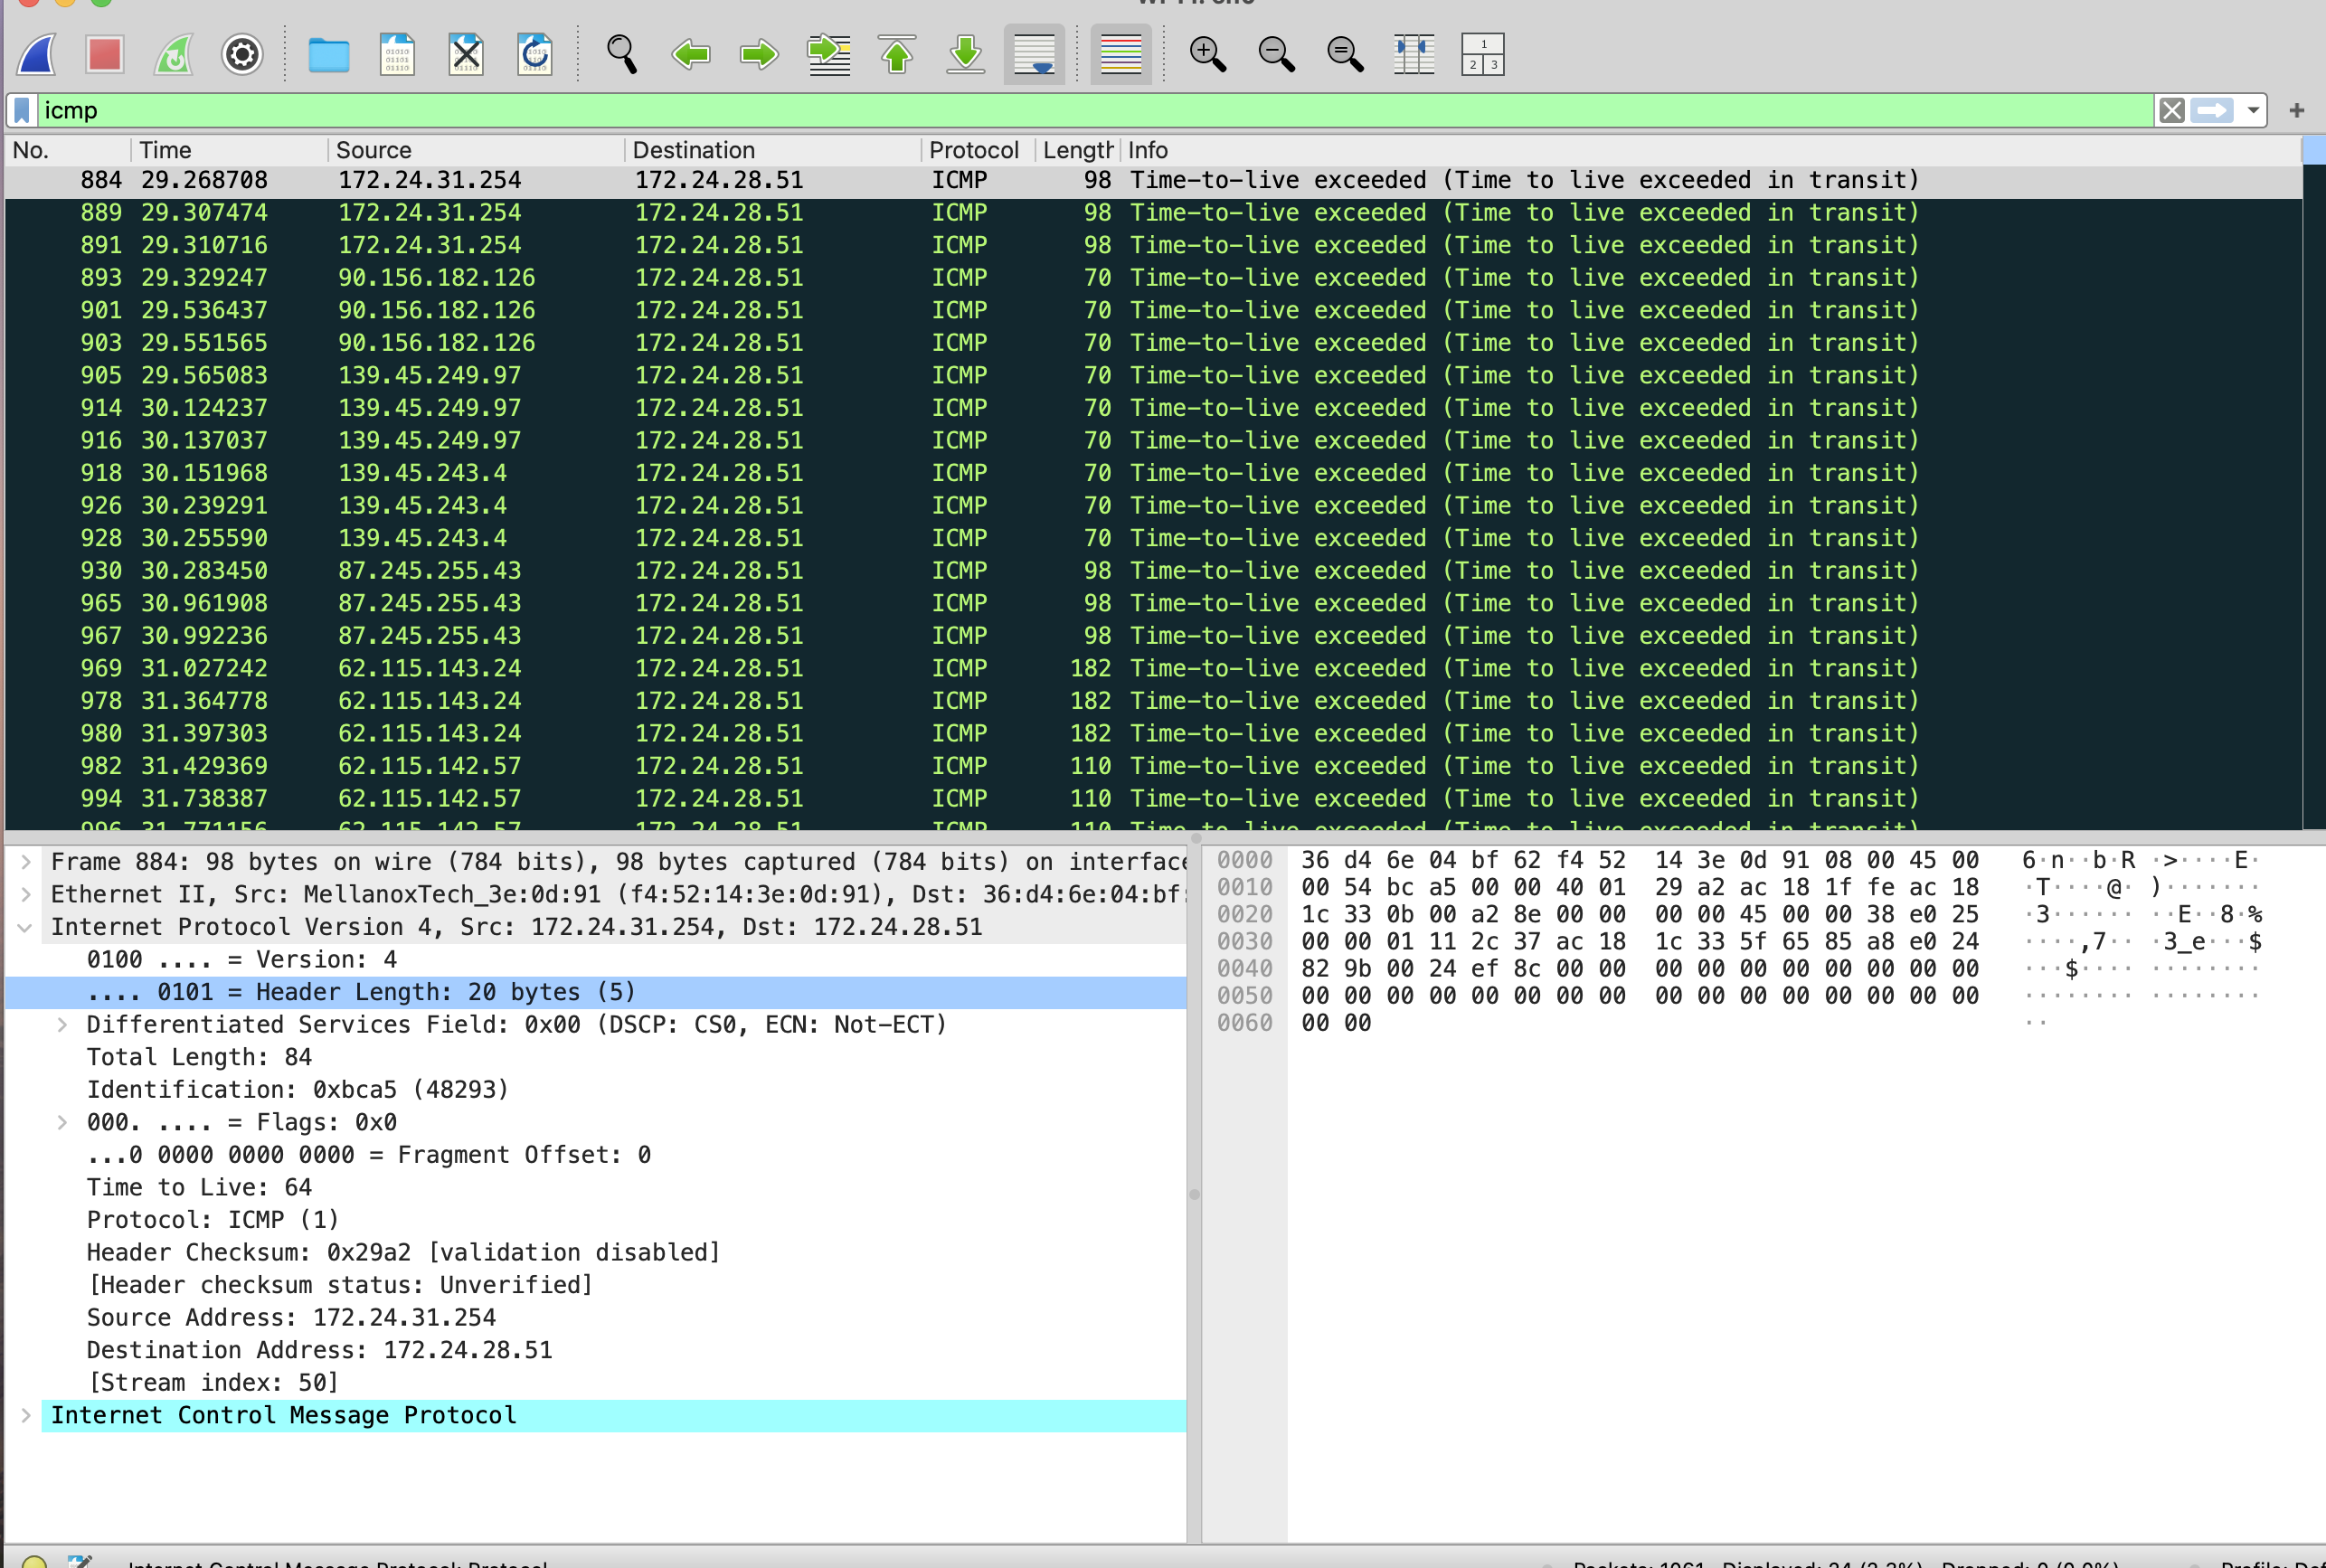 icmp
No. Time Source Destination Protocol Length Info
884 29.268708 172.24.31.254 172.24.28.51 ICMP 98 Time-to-live exceeded (Time to live exceeded in transit)
889 29.307474 172.24.31.254 172.24.28.51 ICMP 98 Time-to-live exceeded (Time to live exceeded in transit)
891 29.310716 172.24.31.254 172.24.28.51 ICMP 98 Time-to-live exceeded (Time to live exceeded in transit)
893 29.329247 90.156.182.126 172.24.28.51 ICMP 70 Time-to-live exceeded (Time to live exceeded in transit)
901 29.536437 90.156.182.126 172.24.28.51 ICMP 70 Time-to-live exceeded (Time to live exceeded in transit)
903 29.551565 90.156.182.126 172.24.28.51 ICMP 70 Time-to-live exceeded (Time to live exceeded in transit)
905 29.565083 139.45.249.97 172.24.28.51 ICMP 70 Time-to-live exceeded (Time to live exceeded in transit)
914 30.124237 139.45.249.97 172.24.28.51 ICMP 70 Time-to-live exceeded (Time to live exceeded in transit)
916 30.137037 139.45.249.97 172.24.28.51 ICMP 70 Time-to-live exceeded (Time to live exceeded in transit)
918 30.151968 139.45.243.4 172.24.28.51 ICMP 70 Time-to-live exceeded (Time to live exceeded in transit)
926 30.239291 139.45.243.4 172.24.28.51 ICMP 70 Time-to-live exceeded (Time to live exceeded in transit)
928 30.255590 139.45.243.4 172.24.28.51 ICMP 70 Time-to-live exceeded (Time to live exceeded in transit)
930 30.283450 87.245.255.43 172.24.28.51 ICMP 98 Time-to-live exceeded (Time to live exceeded in transit)
965 30.961908 87.245.255.43 172.24.28.51 ICMP 98 Time-to-live exceeded (Time to live exceeded in transit)
967 30.992236 87.245.255.43 172.24.28.51 ICMP 98 Time-to-live exceeded (Time to live exceeded in transit)
969 31.027242 62.115.143.24 172.24.28.51 ICMP 182 Time-to-live exceeded (Time to live exceeded in transit)
978 31.364778 62.115.143.24 172.24.28.51 ICMP 182 Time-to-live exceeded (Time to live exceeded in transit)
980 31.397303 62.115.143.24 172.24.28.51 ICMP 182 Time-to-live exceeded (Time to live exceeded in transit)
982 31.429369 62.115.142.57 172.24.28.51 ICMP 110 Time-to-live exceeded (Time to live exceeded in transit)
994 31.738387 62.115.142.57 172.24.28.51 ICMP 110 Time-to-live exceeded (Time to live exceeded in transit)
996 31.771156 62.115.142.57 172.24.28.51 ICMP 110 Time-to-live exceeded (Time to live exceeded in transit)
Frame 884: 98 bytes on wire (784 bits), 98 bytes captured (784 bits) on interface
Ethernet II, Src: MellanoxTech_3e:0d:91 (f4:52:14:3e:0d:91), Dst: 36:d4:6e:04:bf:
Internet Protocol Version 4, Src: 172.24.31.254, Dst: 172.24.28.51
0100 .... = Version: 4
.... 0101 = Header Length: 20 bytes (5)
Differentiated Services Field: 0x00 (DSCP: CS0, ECN: Not-ECT)
Total Length: 84
Identification: 0xbca5 (48293)
000. .... = Flags: 0x0
...0 0000 0000 0000 = Fragment Offset: 0
Time to Live: 64
Protocol: ICMP (1)
Header Checksum: 0x29a2 [validation disabled]
[Header checksum status: Unverified]
Source Address: 172.24.31.254
Destination Address: 172.24.28.51
[Stream index: 50]
Internet Control Message Protocol
0000 36 d4 6e 04 bf 62 f4 52 14 3e 0d 91 08 00 45 00 6·n··b·R ·>····E·
0010 00 54 bc a5 00 00 40 01 29 a2 ac 18 1f fe ac 18 ·T····@· )·······
0020 1c 33 0b 00 a2 8e 00 00 00 00 45 00 00 38 e0 25 ·3······ ··E··8·%
0030 00 00 01 11 2c 37 ac 18 1c 33 5f 65 85 a8 e0 24 ····,7·· ·3_e···$
0040 82 9b 00 24 ef 8c 00 00 00 00 00 00 00 00 00 00 ···$···· ········
0050 00 00 00 00 00 00 00 00 00 00 00 00 00 00 00 00 ········ ········
0060 00 00 ··